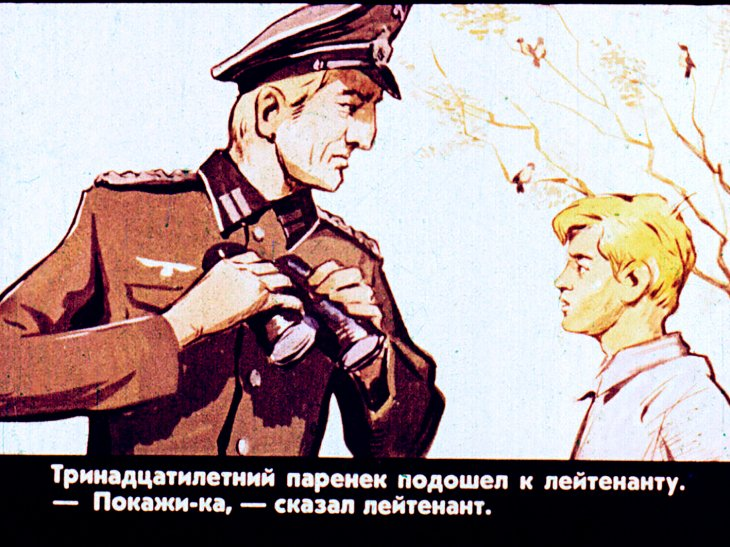 Тринадцатилетний паренек подошел к лейтенанту.
— Покажи-ка, — сказал лейтенант.